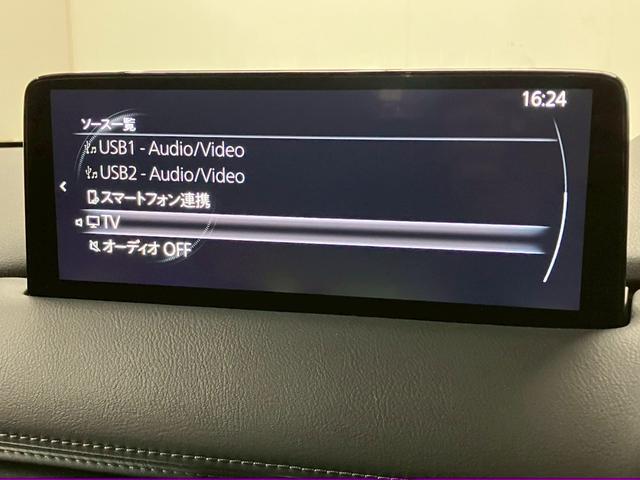 16:24
ソース一覧
USB1 - Audio/Video
USB2 - Audio/Video
スマートフォン連携
TV
オーディオ OFF